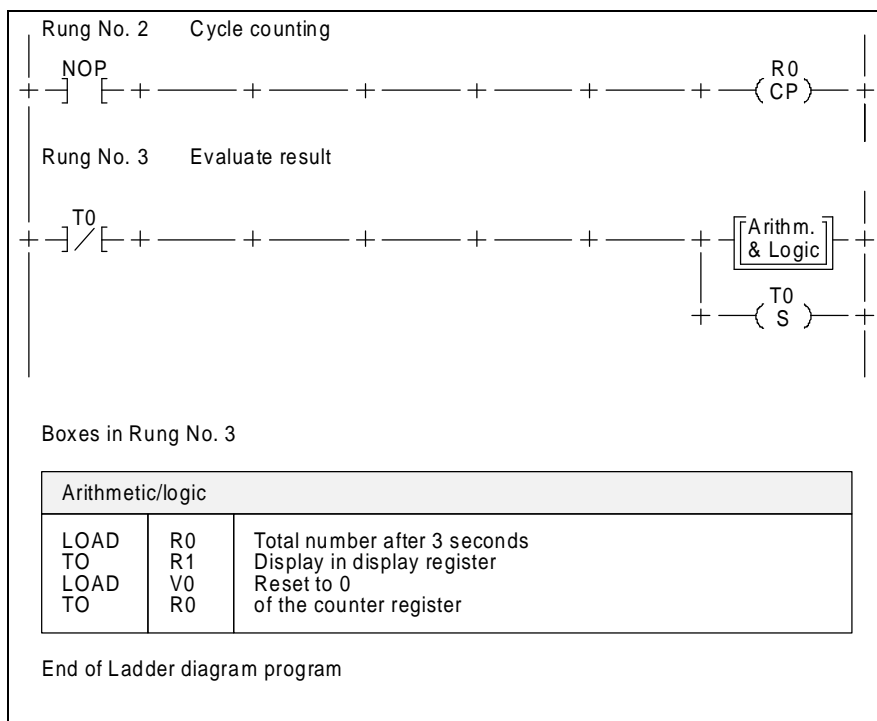 Rung No. 2 Cycle counting
NOP R0
CP
Rung No. 3 Evaluate result
T0 Arithm.
& Logic
T0
S
Boxes in Rung No. 3
Arithmetic/logic
LOAD R0 Total number after 3 seconds
TO R1 Display in display register
LOAD V0 Reset to 0
TO R0 of the counter register
End of Ladder diagram program